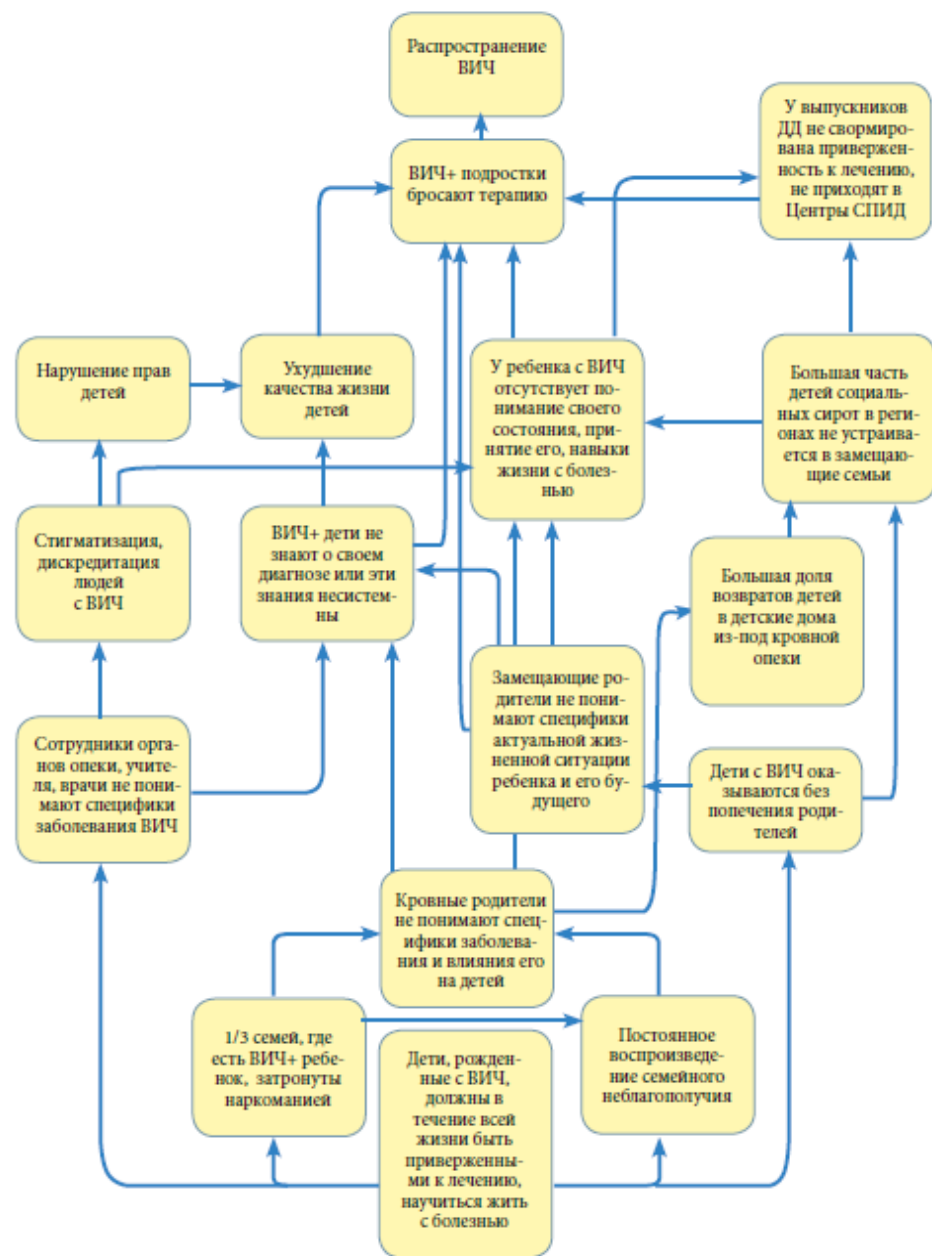 Распространение
ВИЧ
У выпускников
ДД не свормиро-
вана привержен-
ность к лечению,
не приходят в
Центры СПИД
ВИЧ+ подростки
бросают терапию
Нарушение прав
детей
Ухудшение
качества жизни
детей
У ребенка с ВИЧ
отсутствует по-
нимание своего
состояния, при-
нятие его, навыки
жизни с болез-
нью
Большая часть
детей социаль-
ных сирот в реги-
онах не устраива-
ется в замещаю-
щие семьи
Стигматизация,
дискредитация
людей
с ВИЧ
ВИЧ+ дети не
знают о своем
диагнозе или эти
знания несистем-
ны
Большая доля
возвратов детей
в детские дома
из-под кровной
опеки
Замещающие ро-
дители не пони-
мают специфики
актуальной жиз-
ненной ситуации
ребенка и его бу-
дущего
Сотрудники орга-
нов опеки, учите-
ля, врачи не пони-
мают специфики
заболевания ВИЧ
Дети с ВИЧ ока-
зываются без
попечения роди-
телей
Кровные родители
не понимают спец-
ифики заболева-
ния и влияния его
на детей
1/3 семей, где
есть ВИЧ+ ребе-
нок, затронуты
наркоманией
Дети, рожден-
ные с ВИЧ,
должны в
течение всей
жизни быть
приверженны-
ми к лечению,
научиться жить
с болезнью
Постоянное
воспроизведе-
ние семейного
неблагополучия